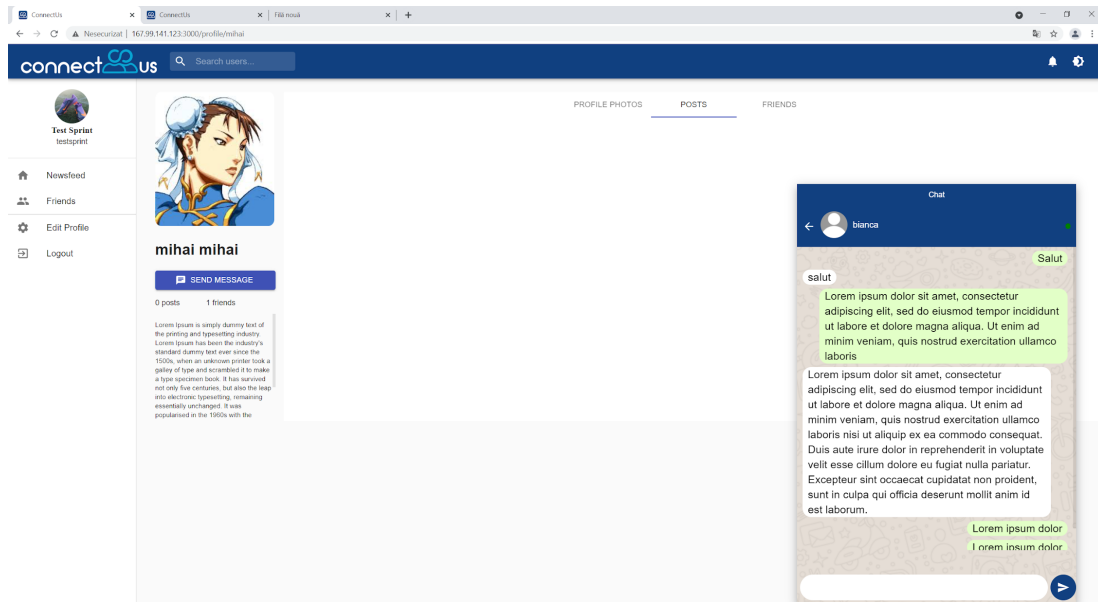 ConnectUs
ConnectUs
Filă nouă
Nesecurizat
167.99.141.123:3000/profile/mihai
connect us
Search users...
Test Sprint
testsprint
Newsfeed
Friends
Edit Profile
Logout
mihai mihai
SEND MESSAGE
0 posts 1 friends
Lorem Ipsum is simply dummy text of
the printing and typesetting industry.
Lorem Ipsum has been the industry's
standard dummy text ever since the
1500s, when an unknown printer took a
galley of type and scrambled it to make
a type specimen book. It has survived
not only five centuries, but also the leap
into electronic typesetting, remaining
essentially unchanged. It was
popularised in the 1960s with the
PROFILE PHOTOS
POSTS
FRIENDS
Chat
bianca
Salut
salut
Lorem ipsum dolor sit amet, consectetur
adipiscing elit, sed do eiusmod tempor incididunt
ut labore et dolore magna aliqua. Ut enim ad
minim veniam, quis nostrud exercitation ullamco
laboris
Lorem ipsum dolor sit amet, consectetur
adipiscing elit, sed do eiusmod tempor incididunt
ut labore et dolore magna aliqua. Ut enim ad
minim veniam, quis nostrud exercitation ullamco
laboris nisi ut aliquip ex ea commodo consequat.
Duis aute irure dolor in reprehenderit in voluptate
velit esse cillum dolore eu fugiat nulla pariatur.
Excepteur sint occaecat cupidatat non proident,
sunt in culpa qui officia deserunt mollit anim id
est laborum.
Lorem ipsum dolor
Lorem ipsum dolor